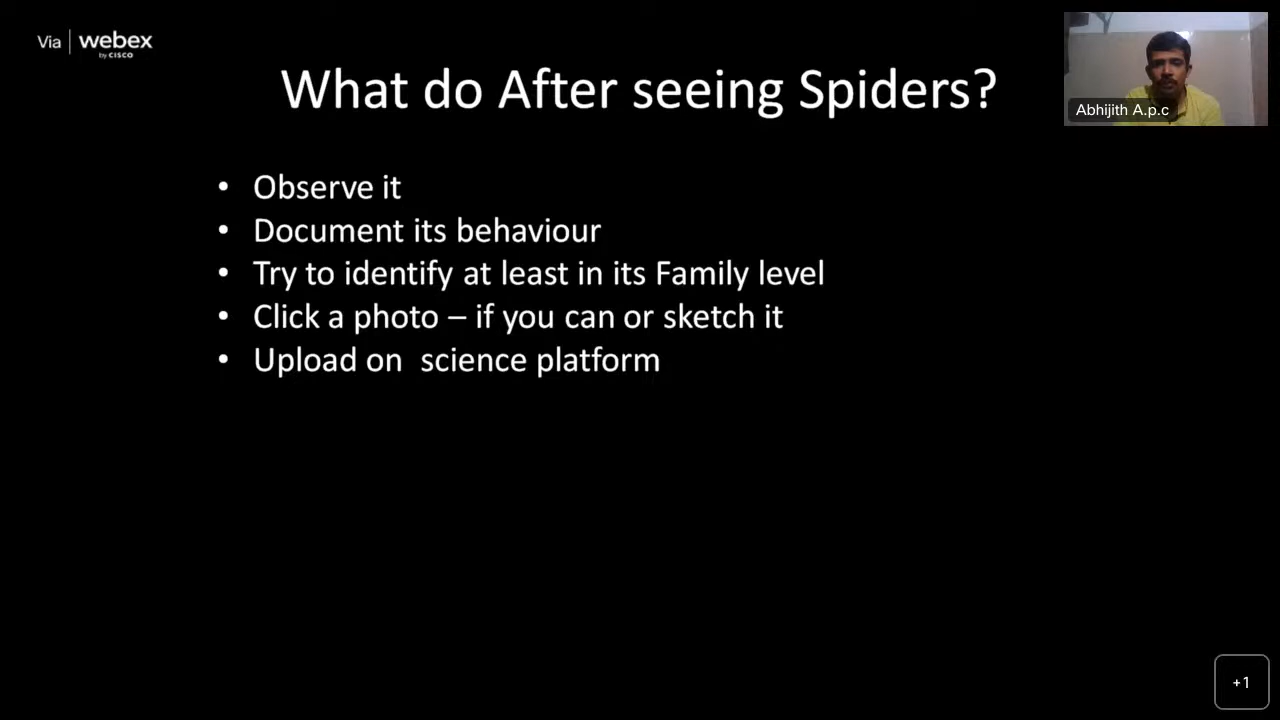 Via | webex
by CISCO
What do After seeing Spiders?
Abhijith A.p.c
• Observe it
• Document its behaviour
• Try to identify at least in its Family level
• Click a photo – if you can or sketch it
• Upload on  science platform
+1